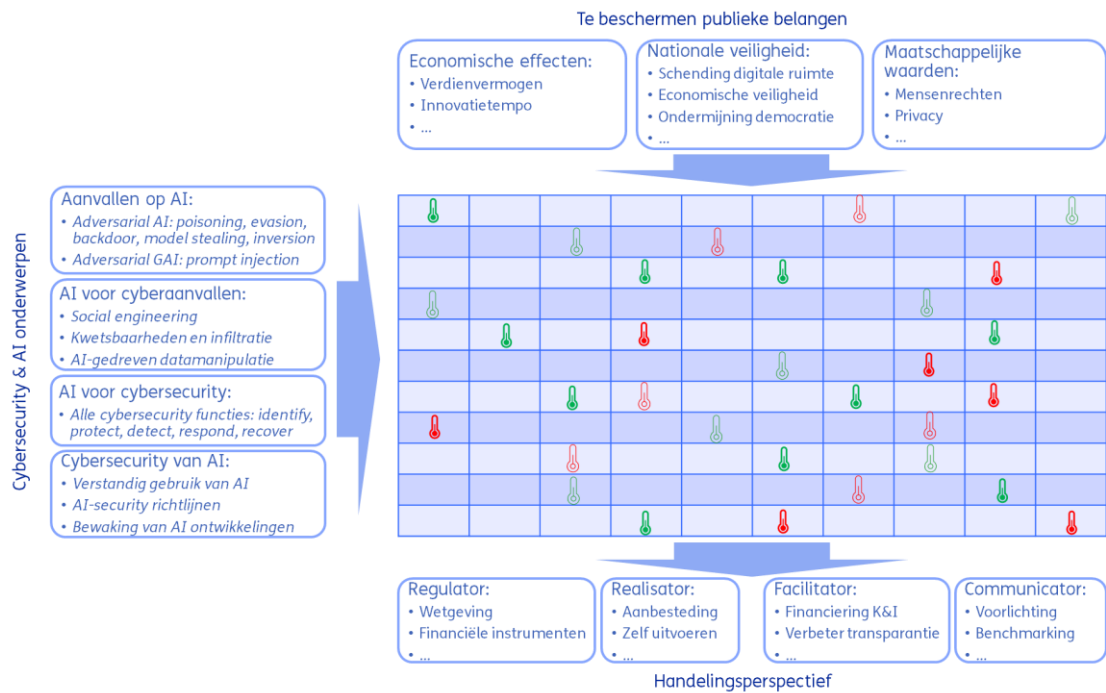 Te beschermen publieke belangen
Economische effecten:
• Verdienvermogen
• Innovatietempo
• ...
Nationale veiligheid:
• Schending digitale ruimte
• Economische veiligheid
• Ondermijning democratie
• ...
Maatschappelijke
waarden:
• Mensenrechten
• Privacy
• ...
Cybersecurity & AI onderwerpen
Aanvallen op AI:
• Adversarial AI: poisoning, evasion,
backdoor, model stealing, inversion
• Adversarial GAI: prompt injection
AI voor cyberaanvallen:
• Social engineering
• Kwetsbaarheden en infiltratie
• AI-gedreven datamanipulatie
AI voor cybersecurity:
• Alle cybersecurity functies: identify,
protect, detect, respond, recover
Cybersecurity van AI:
• Verstandig gebruik van AI
• AI-security richtlijnen
• Bewaking van AI ontwikkelingen
Regulator:
• Wetgeving
• Financiële instrumenten
• ...
Realisator:
• Aanbesteding
• Zelf uitvoeren
• ...
Facilitator:
• Financiering K&I
• Verbeter transparantie
• ...
Communicator:
• Voorlichting
• Benchmarking
• ...
Handelingsperspectief